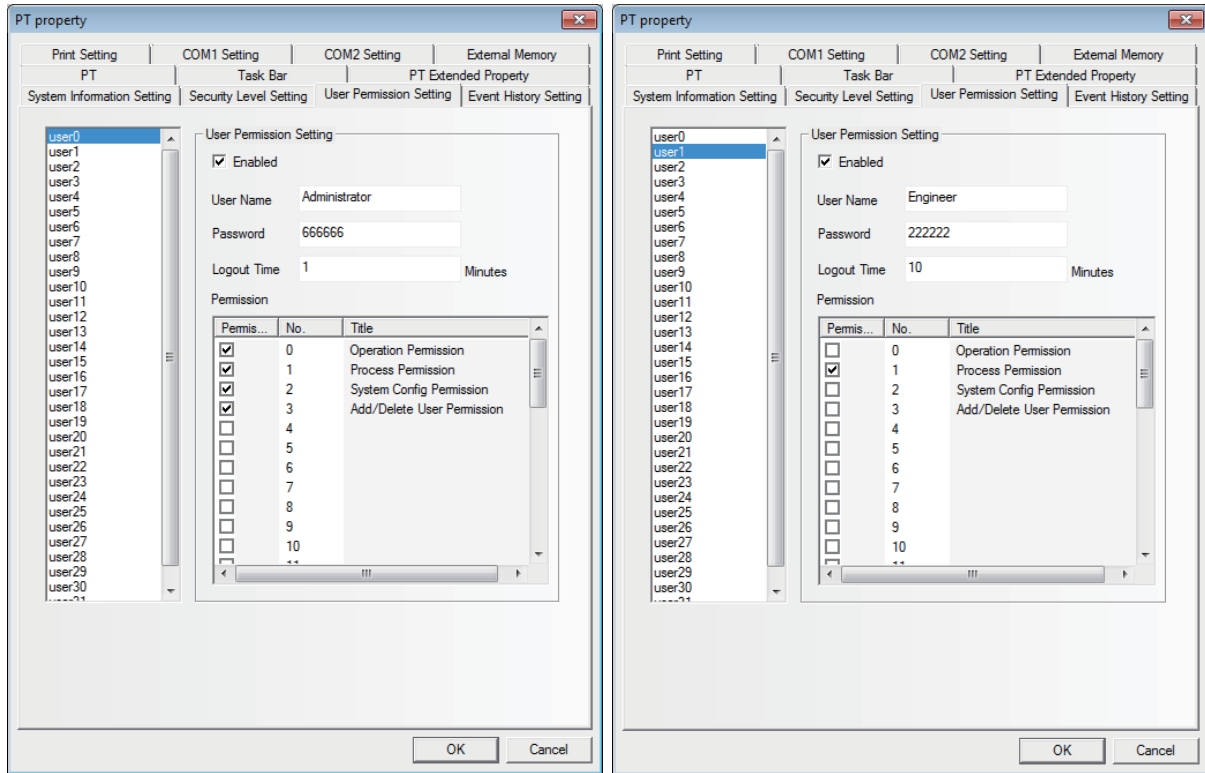 PT property
Print Setting COM1 Setting COM2 Setting External Memory
PT Task Bar PT Extended Property
System Information Setting Security Level Setting User Permission Setting Event History Setting
user0
user1
user2
user3
user4
user5
user6
user7
user8
user9
user10
user11
user12
user13
user14
user15
user16
user17
user18
user19
user20
user21
user22
user23
user24
user25
user26
user27
user28
user29
user30
user31
User Permission Setting
Enabled
User Name Administrator
Password 666666
Logout Time 1 Minutes
Permission
Permis... No. Title
0 Operation Permission
1 Process Permission
2 System Config Permission
3 Add/Delete User Permission
4
5
6
7
8
9
10
11
OK Cancel
PT property
Print Setting COM1 Setting COM2 Setting External Memory
PT Task Bar PT Extended Property
System Information Setting Security Level Setting User Permission Setting Event History Setting
user0
user1
user2
user3
user4
user5
user6
user7
user8
user9
user10
user11
user12
user13
user14
user15
user16
user17
user18
user19
user20
user21
user22
user23
user24
user25
user26
user27
user28
user29
user30
user31
User Permission Setting
Enabled
User Name Engineer
Password 222222
Logout Time 10 Minutes
Permission
Permis... No. Title
0 Operation Permission
1 Process Permission
2 System Config Permission
3 Add/Delete User Permission
4
5
6
7
8
9
10
11
OK Cancel